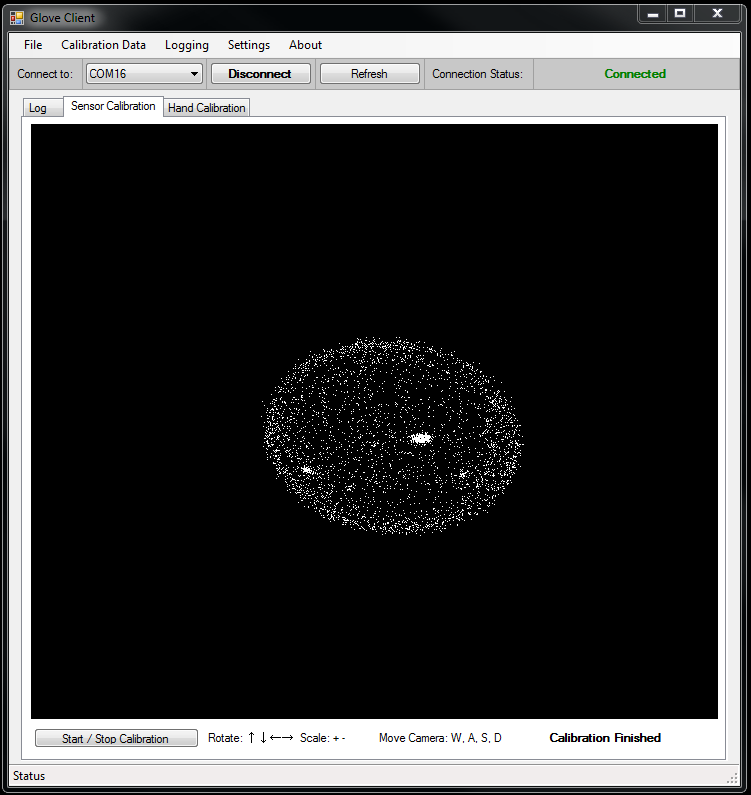 Glove Client
File Calibration Data Logging Settings About
Connect to: COM16 Disconnect Refresh Connection Status: Connected
Log Sensor Calibration Hand Calibration
Start / Stop Calibration Rotate: ↑ ↓ ←→ Scale: + - Move Camera: W, A, S, D Calibration Finished
Status